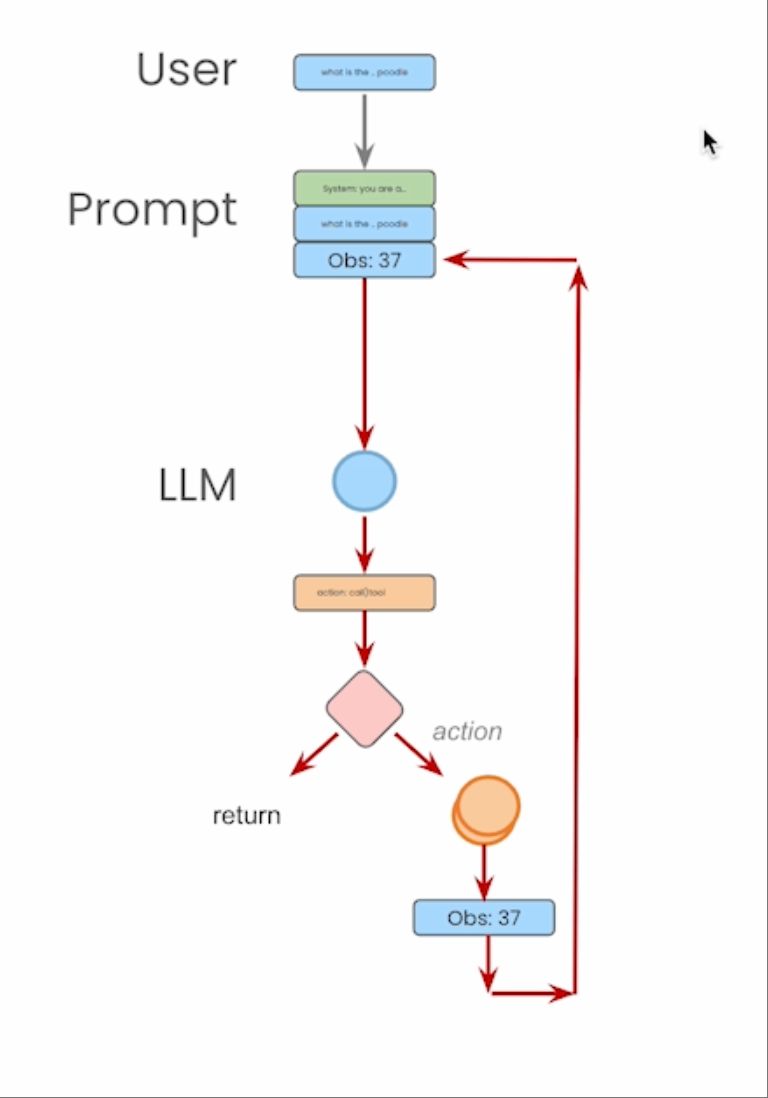 User
what is the .. poodle
Prompt
System: you are a...
what is the .. poodle
Obs: 37
LLM
action: call)tool
action
return
Obs: 37